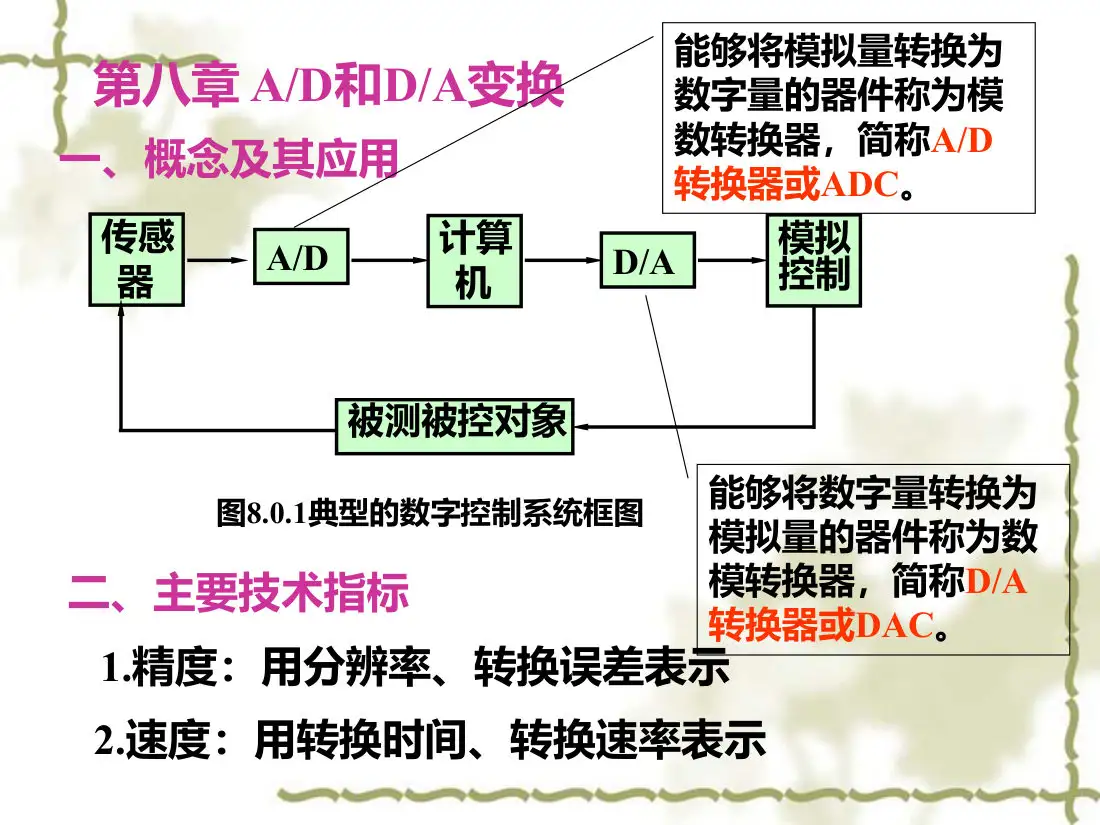 第八章 A/D和D/A变换
一、概念及其应用
能够将模拟量转换为
数字量的器件称为模
数转换器，简称A/D
转换器或ADC。
传感
器
A/D
计算
机
D/A
模拟
控制
被测被控对象
图8.0.1典型的数字控制系统框图
能够将数字量转换为
模拟量的器件称为数
模转换器，简称D/A
转换器或DAC。
二、主要技术指标
1.精度：用分辨率、转换误差表示
2.速度：用转换时间、转换速率表示